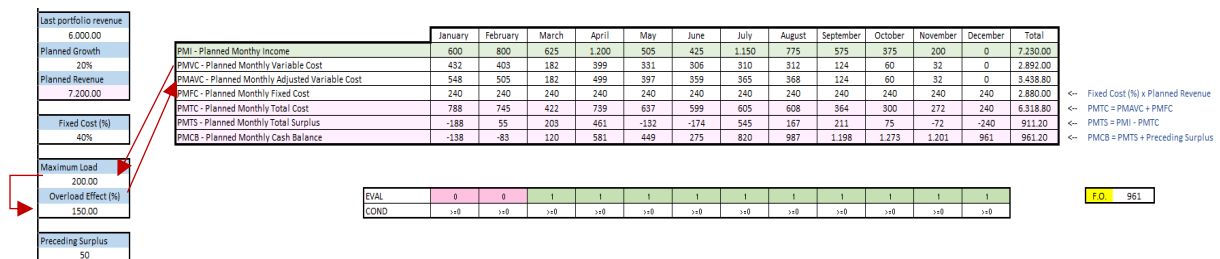 Last portfolio revenue
6.000.00
Planned Growth
20%
Planned Revenue
7.200.00
Fixed Cost (%)
40%
Maximum Load
200.00
Overload Effect (%)
150.00
Preceding Surplus
50
January February March April May June July August September October November December Total
PMI - Planned Monthy Income 600 800 625 1.200 505 425 1.150 775 575 375 200 0 7.230.00
PMVC - Planned Monthly Variable Cost 432 403 182 399 331 306 310 312 124 60 32 0 2.892.00
PMAVC - Planned Monthly Adjusted Variable Cost 548 505 182 499 397 359 365 368 124 60 32 0 3.438.80
PMFC - Planned Monthly Fixed Cost 240 240 240 240 240 240 240 240 240 240 240 240 2.880.00 <-- Fixed Cost (%) x Planned Revenue
PMTC - Planned Monthly Total Cost 788 745 422 739 637 599 605 608 364 300 272 240 6.318.80 <-- PMTC = PMAVC + PMFC
PMTS - Planned Monthly Total Surplus -188 55 203 461 -132 -174 545 167 211 75 -72 -240 911.20 <-- PMTS = PMI - PMTC
PMCB - Planned Monthly Cash Balance -138 -83 120 581 449 275 820 987 1.198 1.273 1.201 961 961.20 <-- PMCB = PMTS + Preceding Surplus
EVAL 0 0 1 1 1 1 1 1 1 1 1 1
COND >=0 >=0 >=0 >=0 >=0 >=0 >=0 >=0 >=0 >=0 >=0 >=0
F.O. 961